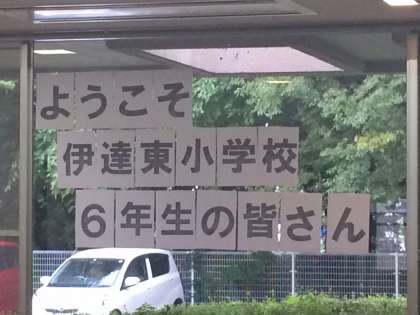 ようこそ
伊達東小学校
6年生の皆さん